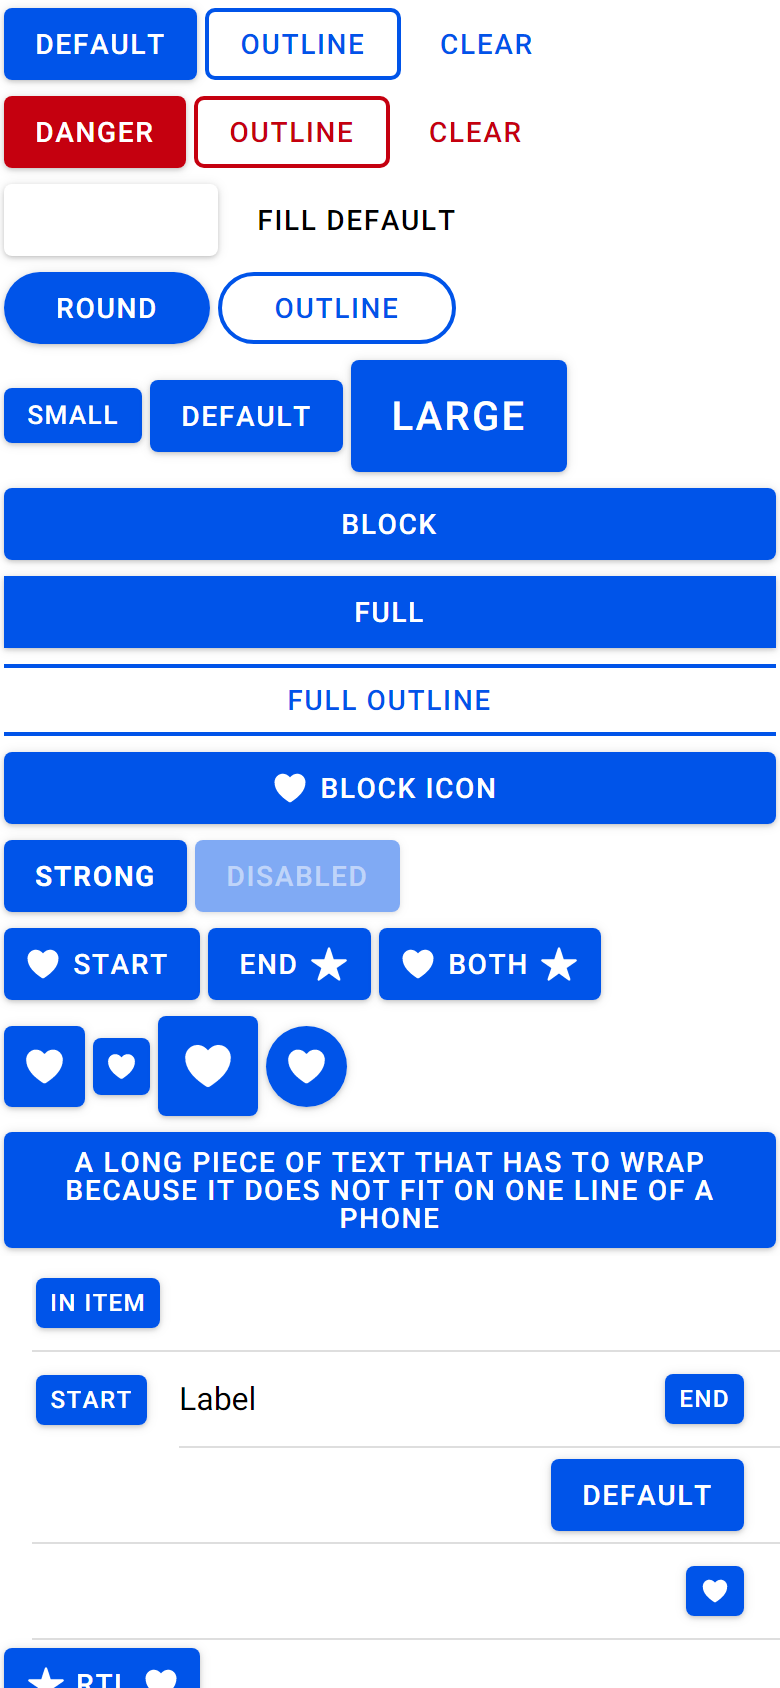 DEFAULT OUTLINE CLEAR
DANGER OUTLINE CLEAR
FILL DEFAULT
ROUND OUTLINE
SMALL DEFAULT LARGE
BLOCK
FULL
FULL OUTLINE
BLOCK ICON
STRONG DISABLED
START END BOTH
A LONG PIECE OF TEXT THAT HAS TO WRAP
BECAUSE IT DOES NOT FIT ON ONE LINE OF A
PHONE
IN ITEM
START Label END
DEFAULT
RTL